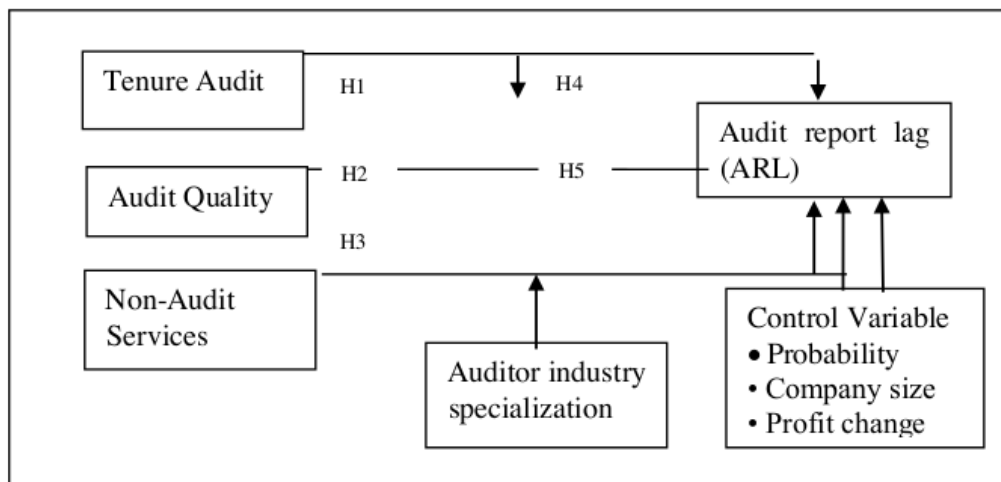 Tenure Audit
H1
H4
Audit report lag
(ARL)
H2
H5
Audit Quality
H3
Non-Audit
Services
Auditor industry
specialization
Control Variable
• Probability
• Company size
• Profit change